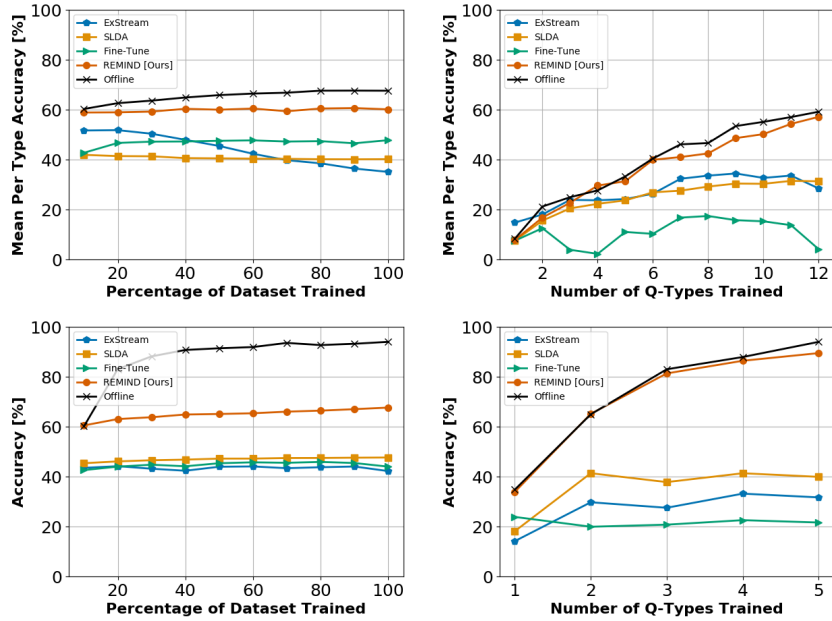 Mean Per Type Accuracy [%]
100
80
60
40
20
0
ExStream
SLDA
Fine-Tune
REMIND [Ours]
Offline
20 40 60 80 100
Percentage of Dataset Trained
Mean Per Type Accuracy [%]
100
80
60
40
20
0
ExStream
SLDA
Fine-Tune
REMIND [Ours]
Offline
2 4 6 8 10 12
Number of Q-Types Trained
Accuracy [%]
100
80
60
40
20
0
ExStream
SLDA
Fine-Tune
REMIND [Ours]
Offline
20 40 60 80 100
Percentage of Dataset Trained
Accuracy [%]
100
80
60
40
20
0
ExStream
SLDA
Fine-Tune
REMIND [Ours]
Offline
1 2 3 4 5
Number of Q-Types Trained